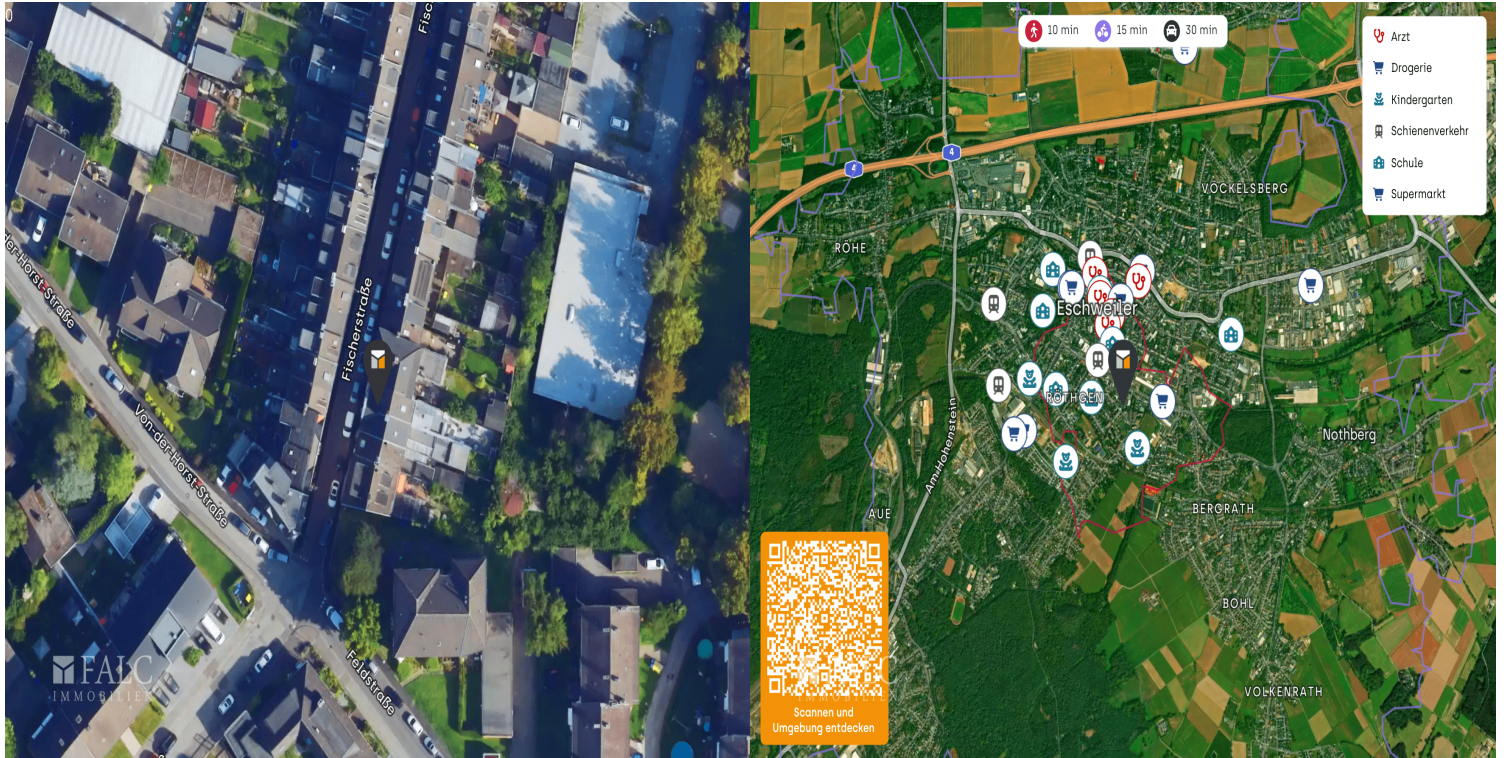 Fisc
Fischerstraße
der-Horst-Straße
Von-der-Horst-Straße
Feldstraße
FALC
IMMOBILIEN
10 min
15 min
30 min
Arzt
Drogerie
Kindergarten
Schienenverkehr
Schule
Supermarkt
4
4
VÖCKELSBERG
RÖHE
Eschweiler
RÖTHGEN
Nothberg
Am Hohenstein
AUE
BERGRATH
BOHL
VOLKENRATH
Scannen und
Umgebung entdecken